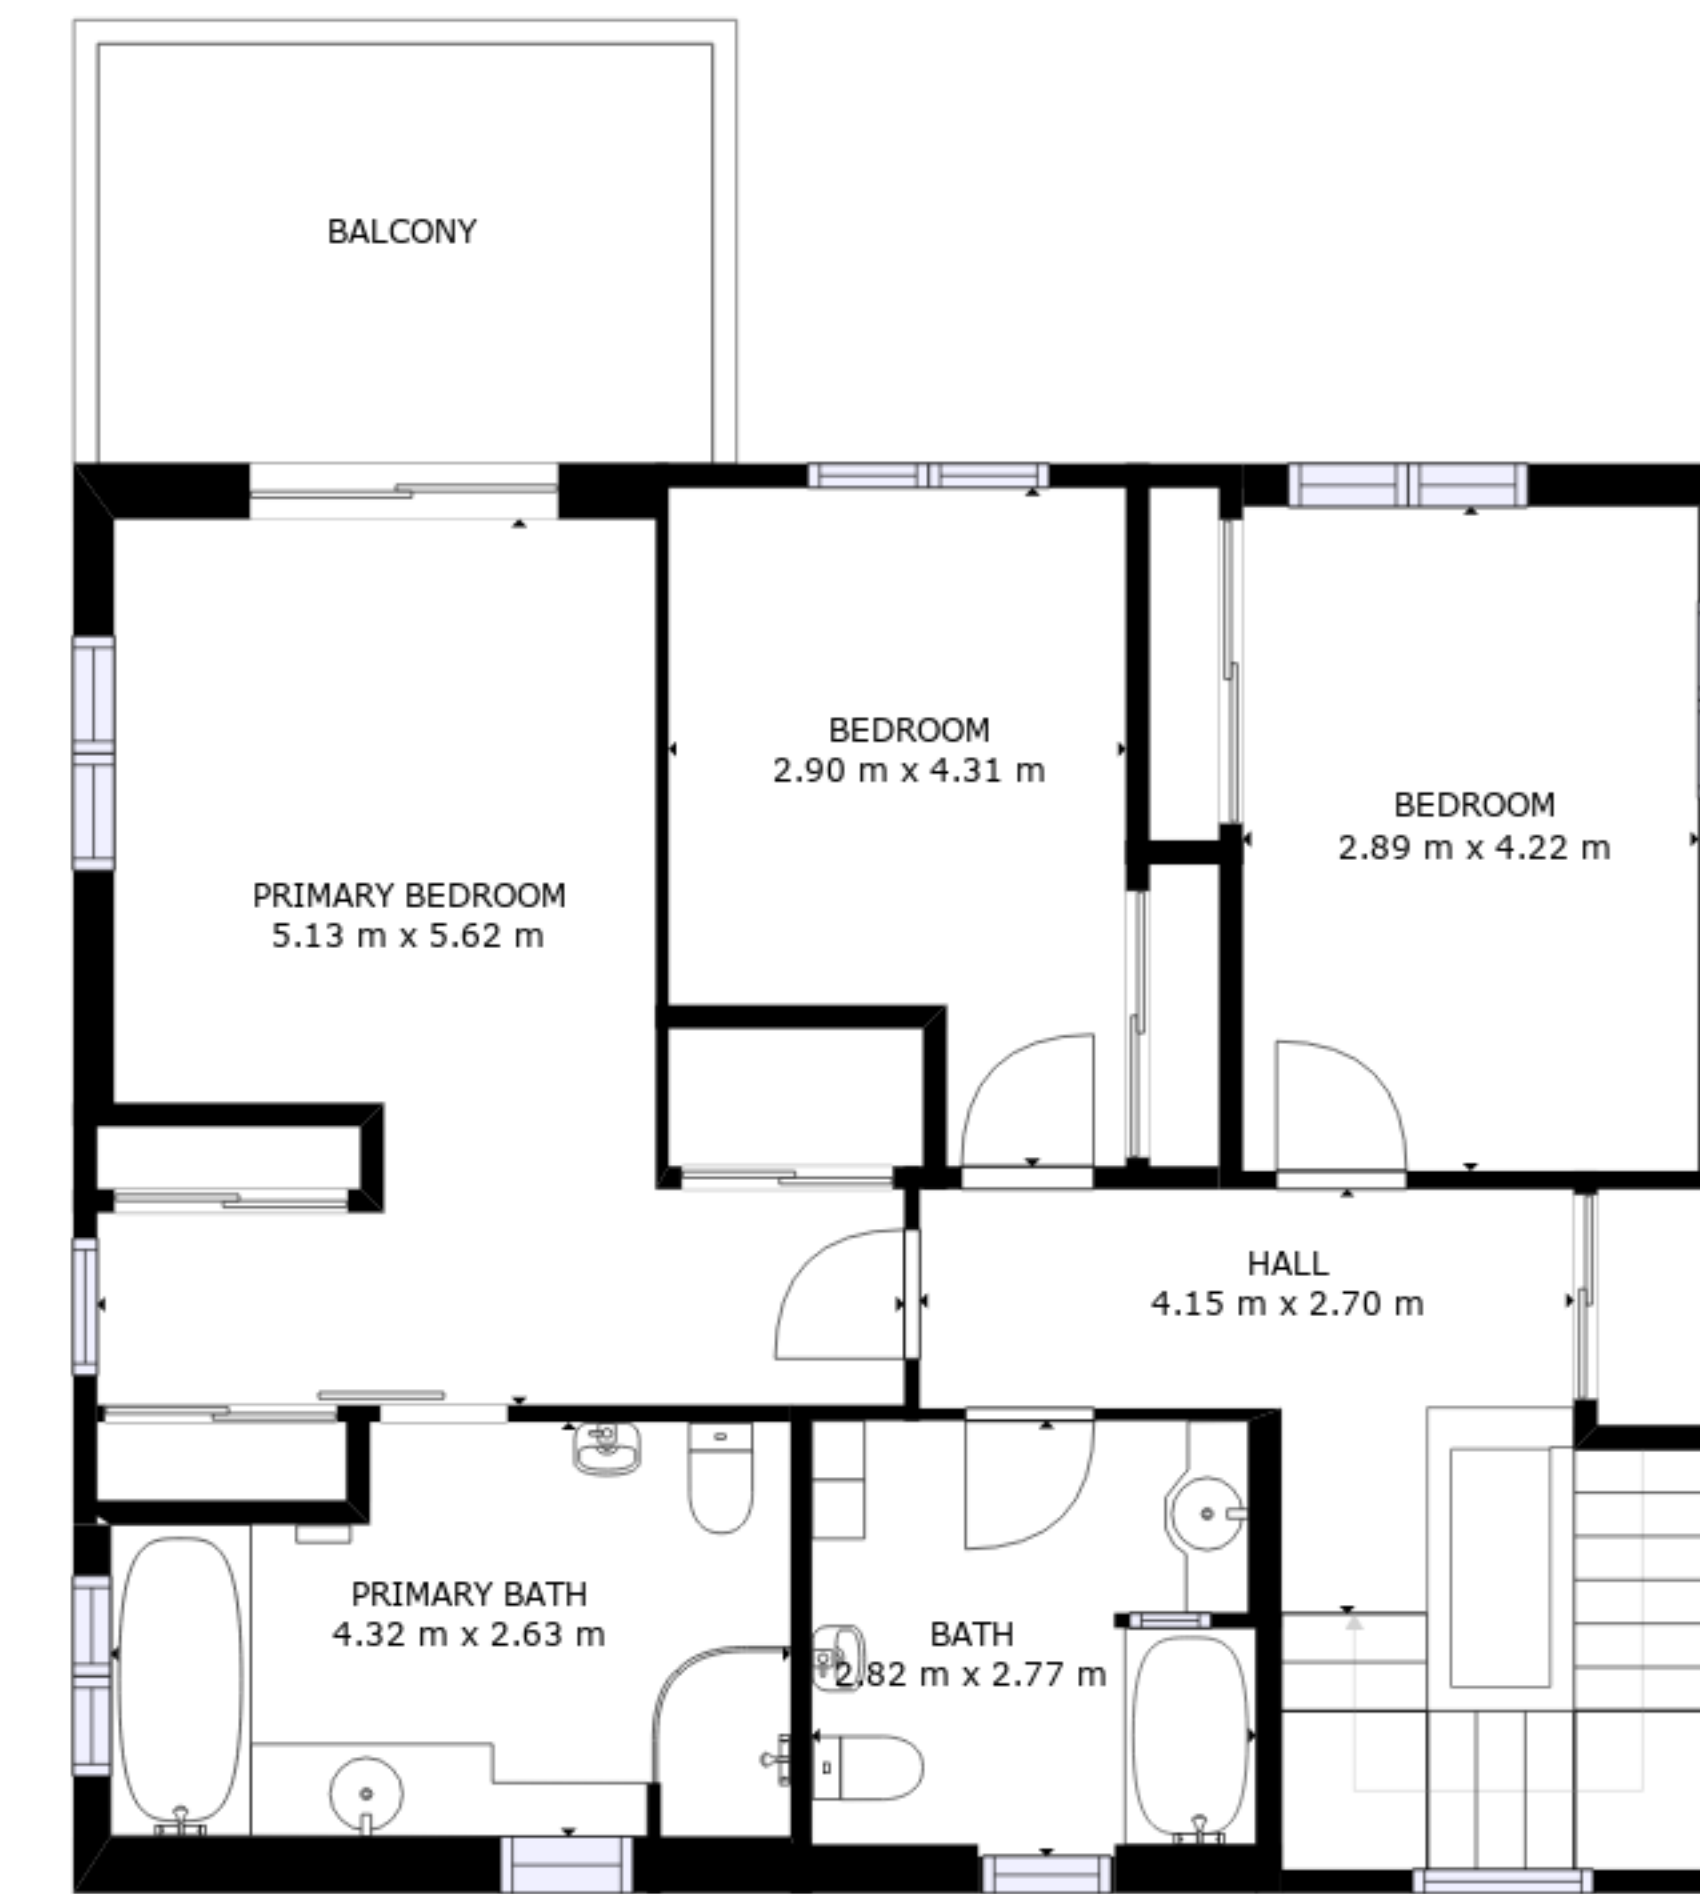 BALCONY
BEDROOM
2.90 m x 4.31 m
BEDROOM
2.89 m x 4.22 m
PRIMARY BEDROOM
5.13 m x 5.62 m
HALL
4.15 m x 2.70 m
PRIMARY BATH
4.32 m x 2.63 m
BATH
2.82 m x 2.77 m